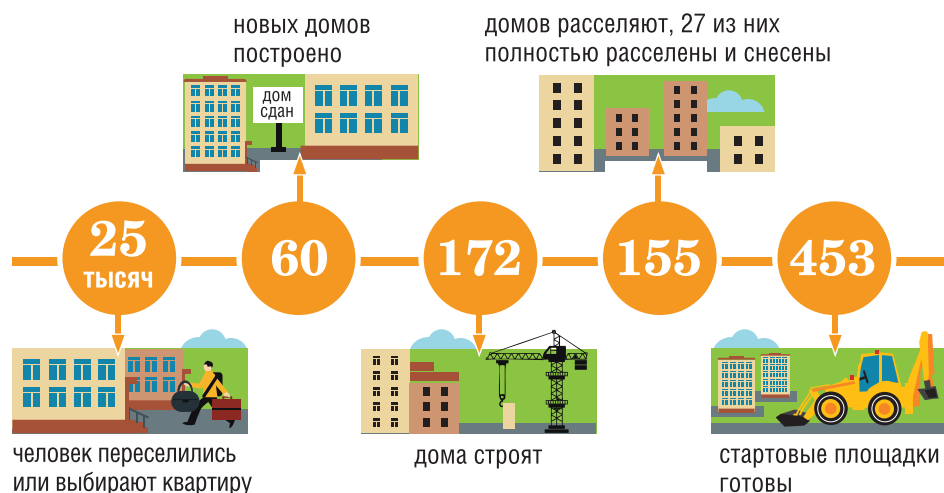 новых домов
построено
домов расселяют, 27 из них
полностью расселены и снесены
дом
сдан
25
тысяч
60
172
155
453
человек переселились
или выбирают квартиру
дома строят
стартовые площадки
готовы